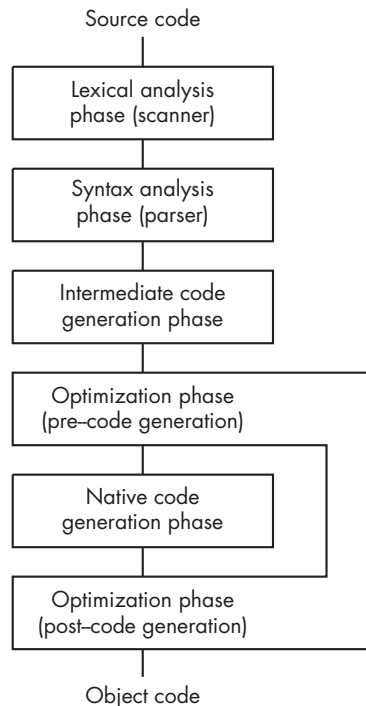 Source code
Lexical analysis
phase (scanner)
Syntax analysis
phase (parser)
Intermediate code
generation phase
Optimization phase
(pre–code generation)
Native code
generation phase
Optimization phase
(post–code generation)
Object code